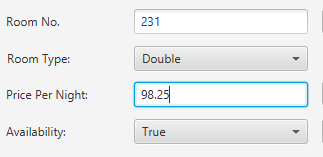 Room No. 231
Room Type: Double
Price Per Night: 98.25
Availability: True